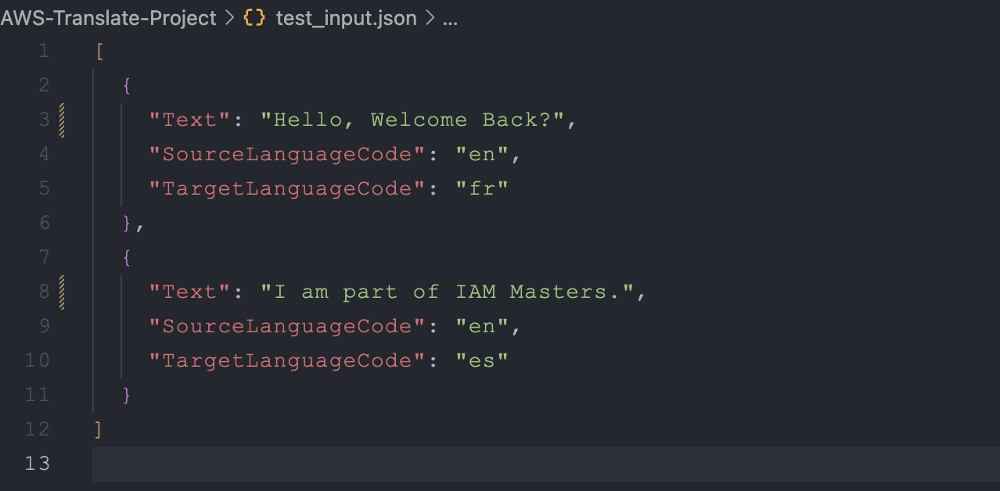 AWS-Translate-Project > {} test_input.json > ...
1 [
2 {
3 "Text": "Hello, Welcome Back?",
4 "SourceLanguageCode": "en",
5 "TargetLanguageCode": "fr"
6 },
7 {
8 "Text": "I am part of IAM Masters.",
9 "SourceLanguageCode": "en",
10 "TargetLanguageCode": "es"
11 }
12 ]
13